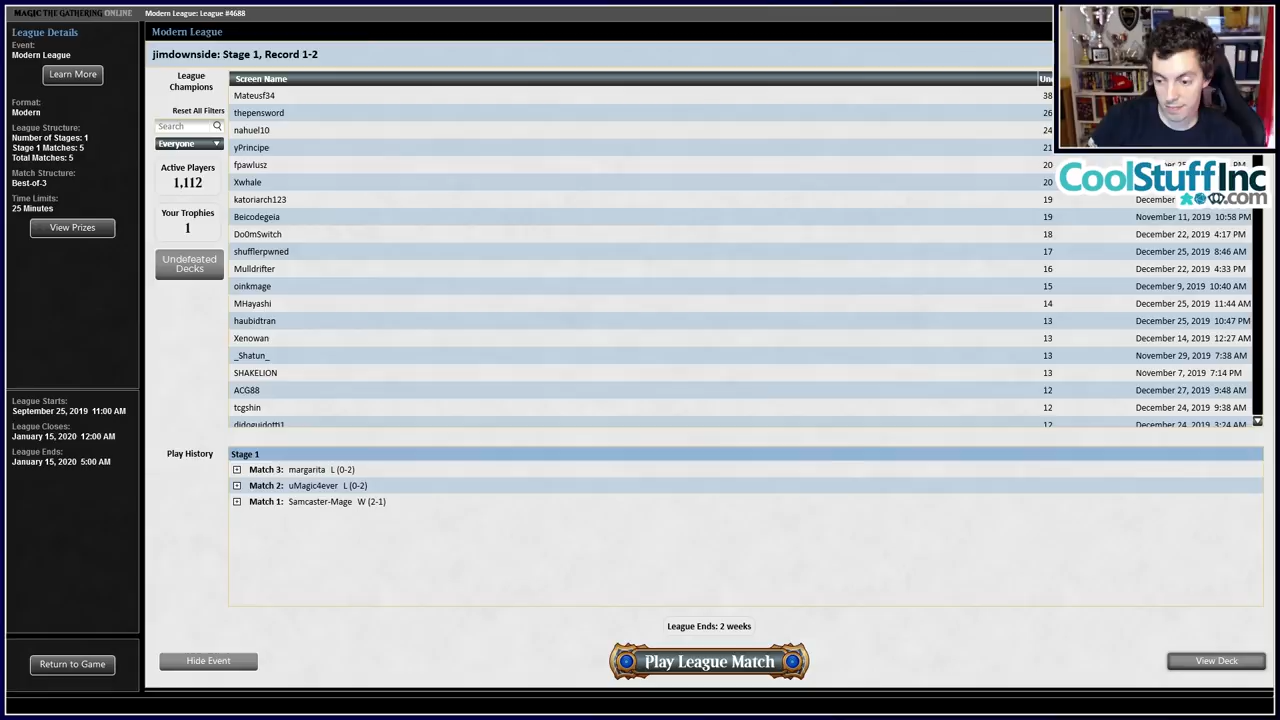 MAGIC THE GATHERING ONLINE
Modern League: League #4688
League Details
Event:
Modern League
Learn More
Format:
Modern
League Structure:
Number of Stages: 1
Stage 1 Matches: 5
Total Matches: 5
Match Structure:
Best-of-3
Time Limits:
25 Minutes
View Prizes
League Starts:
September 25, 2019 11:00 AM
League Closes:
January 15, 2020 12:00 AM
League Ends:
January 15, 2020 5:00 AM
Return to Game
Modern League
jimdownside: Stage 1, Record 1-2
League
Champions
Reset All Filters
Search
Everyone
Active Players
1,112
Your Trophies
1
Undefeated
Decks
Screen Name
Mateusf34 38
thepensword 26
nahuel10 24
yPrincipe 21
fpawlusz 20
Xwhale 20
katoriarch123 19 December
Beicodegeia 19 November 11, 2019 10:58 PM
Do0mSwitch 18 December 22, 2019 4:17 PM
shufflerpwned 17 December 25, 2019 8:46 AM
Mulldrifter 16 December 22, 2019 4:33 PM
oinkmage 15 December 9, 2019 10:40 AM
MHayashi 14 December 25, 2019 11:44 AM
haubidtran 13 December 25, 2019 10:47 PM
Xenowan 13 December 14, 2019 12:27 AM
_Shatun_ 13 November 29, 2019 7:38 AM
SHAKELION 13 November 7, 2019 7:14 PM
ACG88 12 December 27, 2019 9:48 AM
tcgshin 12 December 24, 2019 9:38 AM
didoguidotti1 12 December 24, 2019 3:24 AM
CoolStuffInc
.com
Play History
Stage 1
Match 3: margarita L (0-2)
Match 2: uMagic4ever L (0-2)
Match 1: Samcaster-Mage W (2-1)
League Ends: 2 weeks
Hide Event
Play League Match
View Deck